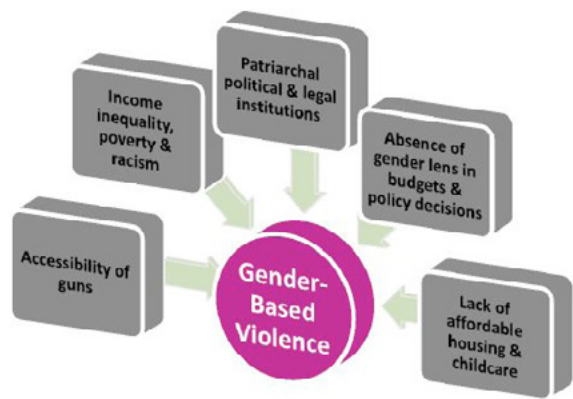 Patriarchal
political & legal
institutions
Income
inequality,
poverty &
racism
Absence of
gender lens in
budgets &
policy decisions
Accessibility of
guns
Gender-
Based
Violence
Lack of
affordable
housing &
childcare